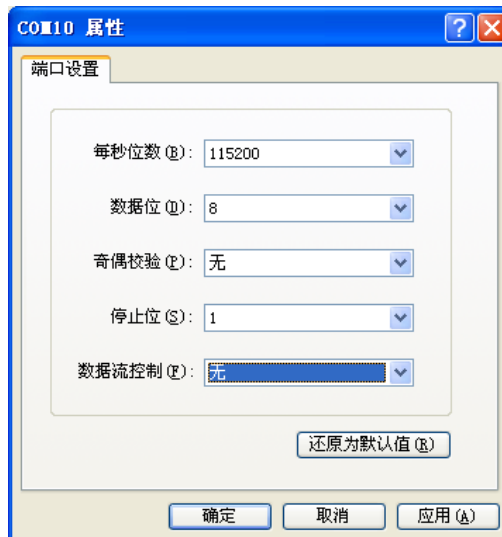 COM10 属性
端口设置
每秒位数(B): 115200
数据位(D): 8
奇偶校验(P): 无
停止位(S): 1
数据流控制(F): 无
还原为默认值(R)
确定 取消 应用(A)